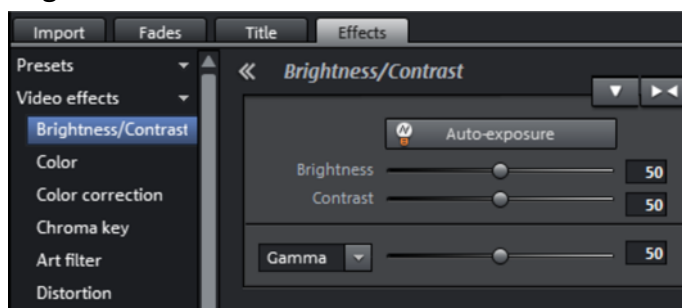 Import Fades Title Effects
Presets
Video effects
Brightness/Contrast
Color
Color correction
Chroma key
Art filter
Distortion
Brightness/Contrast
Auto-exposure
Brightness 50
Contrast 50
Gamma 50